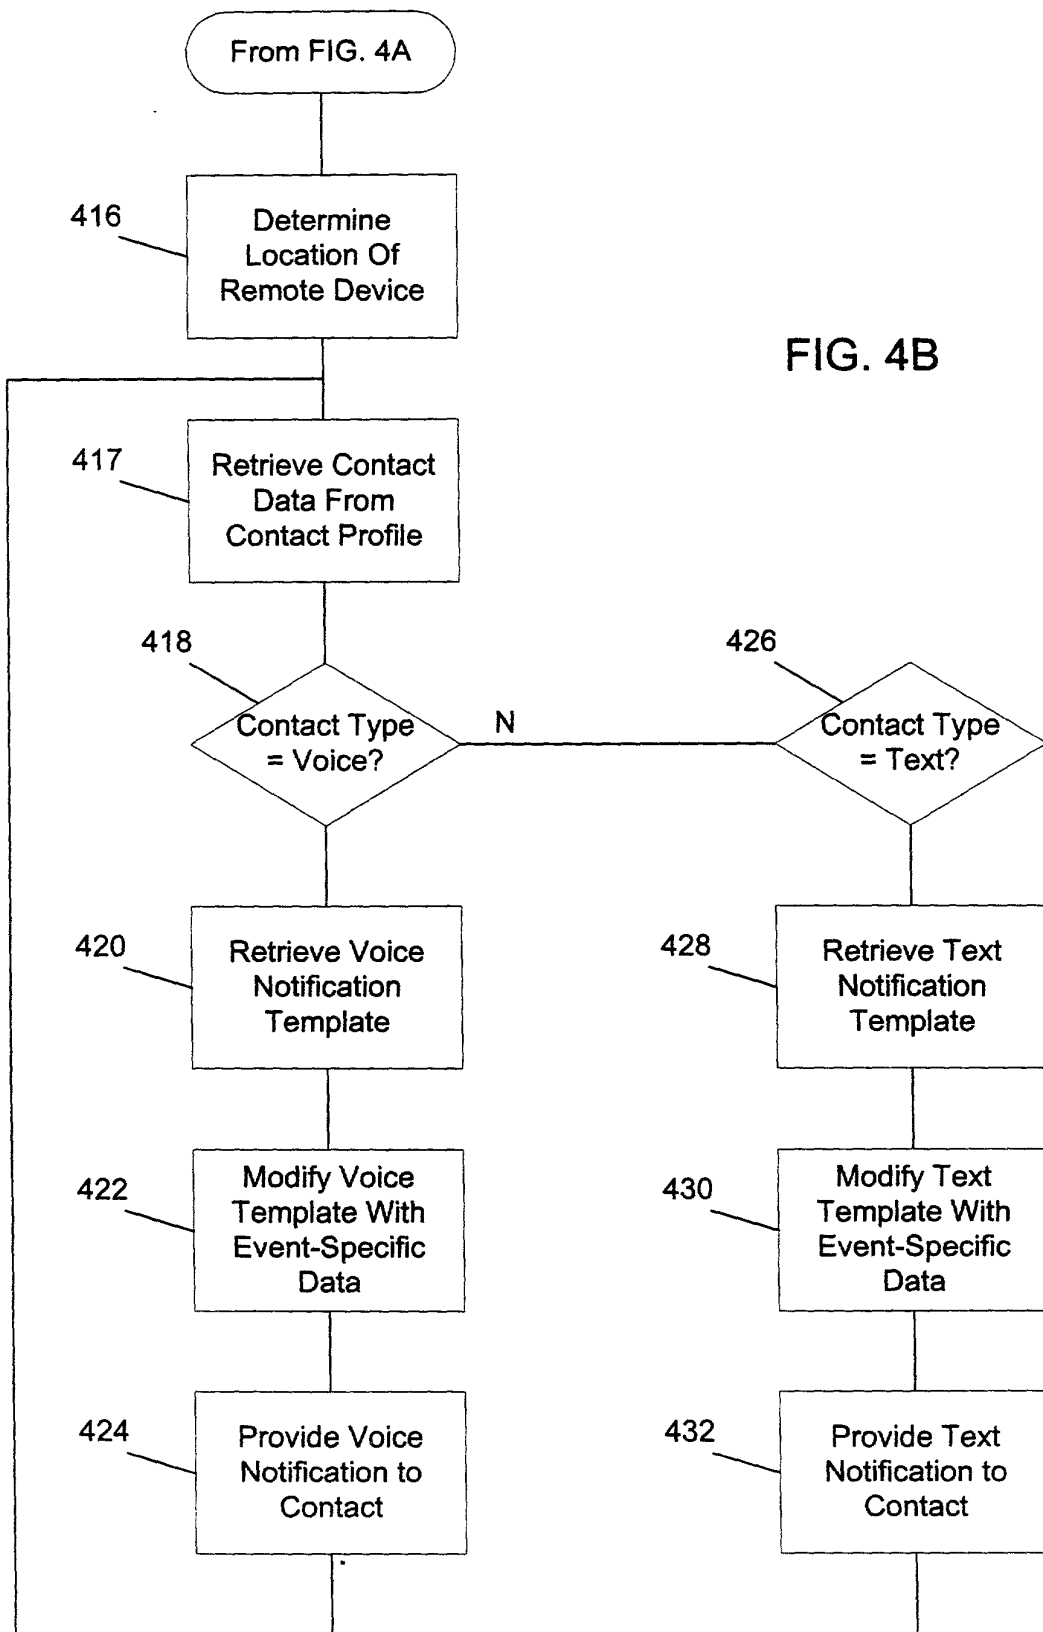 From FIG. 4A
416
Determine
Location Of
Remote Device
FIG. 4B
417
Retrieve Contact
Data From
Contact Profile
418
Contact Type
= Voice?
N
426
Contact Type
= Text?
420
Retrieve Voice
Notification
Template
428
Retrieve Text
Notification
Template
422
Modify Voice
Template With
Event-Specific
Data
430
Modify Text
Template With
Event-Specific
Data
424
Provide Voice
Notification to
Contact
432
Provide Text
Notification to
Contact